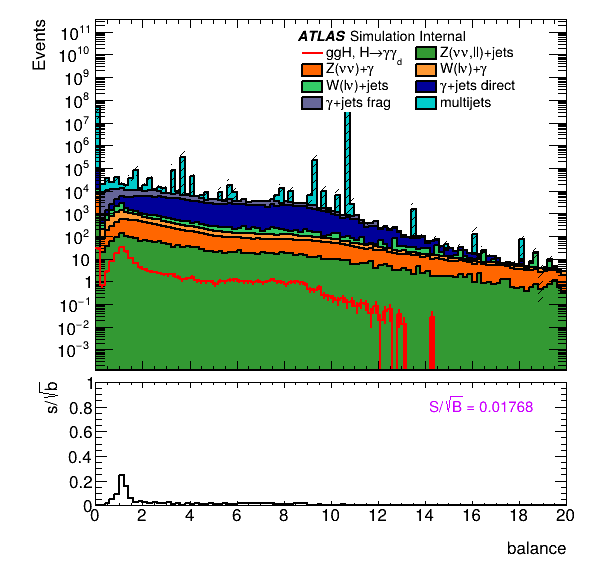 Events
ATLAS Simulation Internal
ggH, H→γγ_d
Z(νν,ll)+jets
Z(νν)+γ
W(lν)+γ
W(lν)+jets
γ+jets direct
γ+jets frag
multijets
10¹¹
10¹⁰
10⁹
10⁸
10⁷
10⁶
10⁵
10⁴
10³
10²
10
1
10⁻¹
10⁻²
10⁻³
s/√b
S/√B = 0.01768
1
0.8
0.6
0.4
0.2
0
0 2 4 6 8 10 12 14 16 18 20
balance